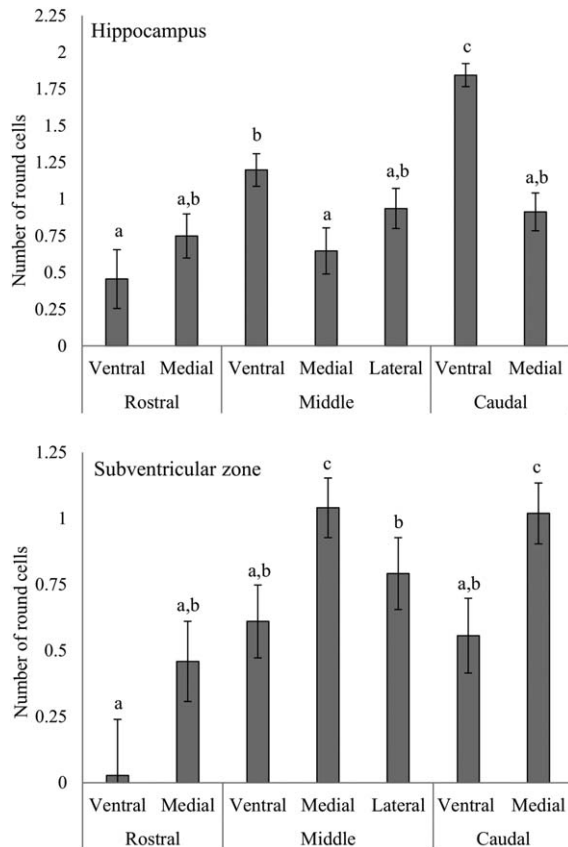 Hippocampus
Number of round cells
2.25
2
1.75
1.5
1.25
1
0.75
0.5
0.25
0
a
a,b
b
a
a,b
c
a,b
Ventral Medial Ventral Medial Lateral Ventral Medial
Rostral Middle Caudal
Subventricular zone
Number of round cells
1.25
1
0.75
0.5
0.25
0
a
a,b
a,b
c
b
a,b
c
Ventral Medial Ventral Medial Lateral Ventral Medial
Rostral Middle Caudal